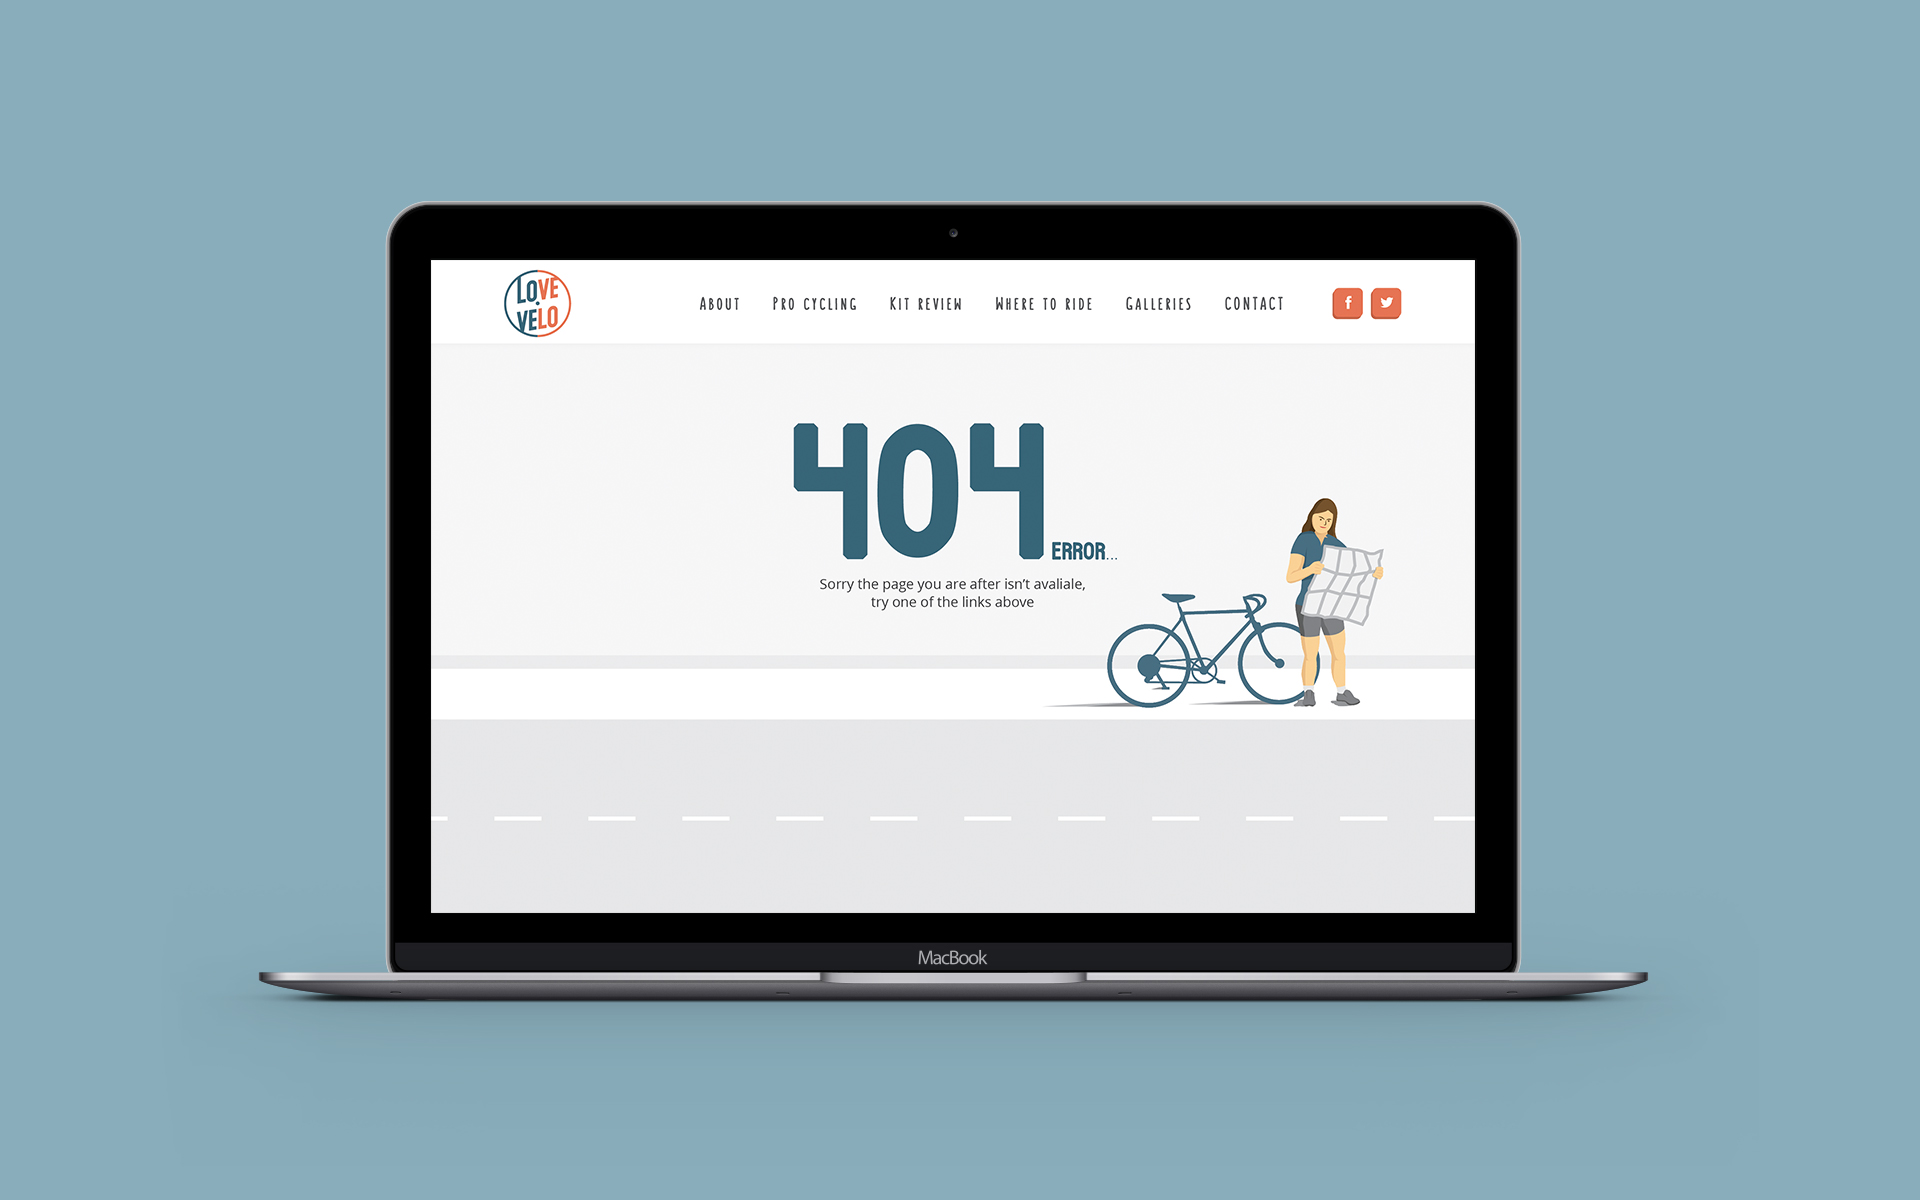 LOVE
VELO
ABOUT
PRO CYCLING
KIT REVIEW
WHERE TO RIDE
GALLERIES
CONTACT
f
404 ERROR...
Sorry the page you are after isn't avaliale,
try one of the links above
MacBook